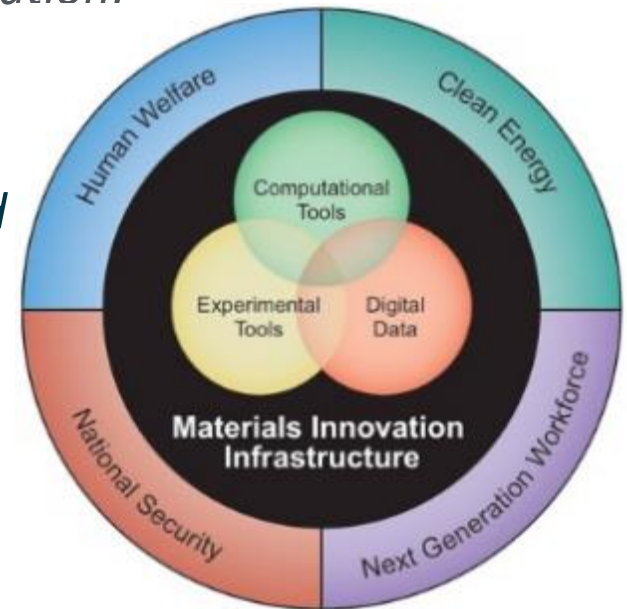 Human Welfare
Clean Energy
Computational
Tools
Experimental
Tools
Digital
Data
Materials Innovation
Infrastructure
National Security
Next Generation Workforce